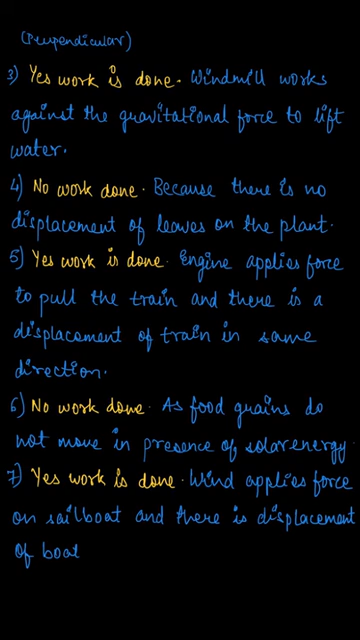 (Perpendicular)
3) Yes work is done. Windmill works
against the gravitational force to lift
water.
4) No work done. Because there is no
displacement of leaves on the plant.
5) Yes work is done. Engine applies force
to pull the train and there is a
displacement of train in same
direction.
6) No work done. As food grains do
not move in presence of solar energy.
7) Yes work is done. Wind applies force
on sailboat and there is displacement
of boat